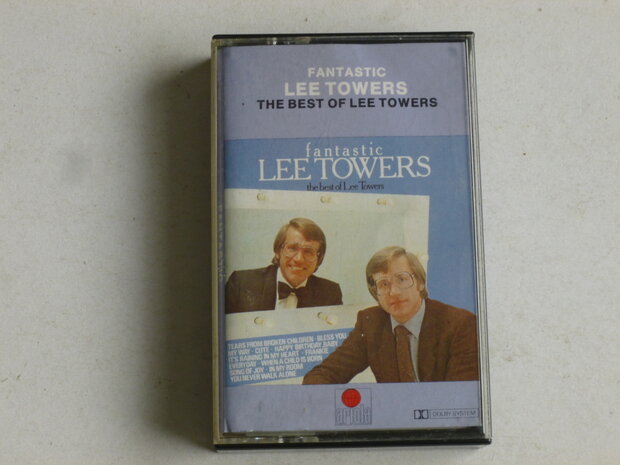 FANTASTIC
LEE TOWERS
THE BEST OF LEE TOWERS
fantastic
LEE TOWERS
the best of Lee Towers
TEARS FROM BROKEN CHILDREN · BLESS YOU
MY WAY · CUTE · HAPPY BIRTHDAY BABY
IT'S RAINING IN MY HEART · FRANKIE
EVERYDAY · WHEN A CHILD IS BORN
SONG OF JOY · IN MY ROOM
YOU NEVER WALK ALONE
ariola
DOLBY SYSTEM